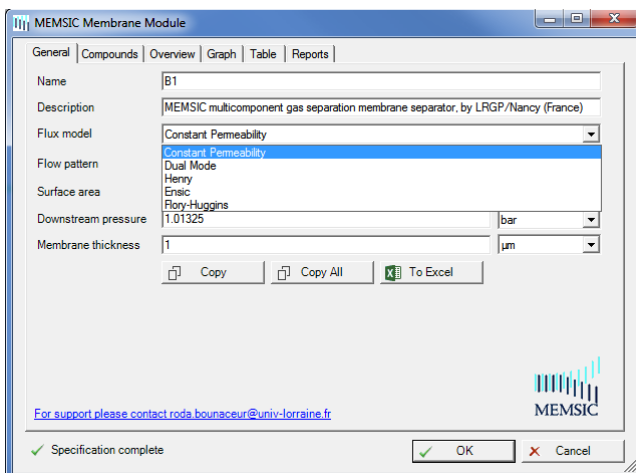 MEMSIC Membrane Module
General Compounds Overview Graph Table Reports
Name B1
Description MEMSIC multicomponent gas separation membrane separator, by LRGP/Nancy (France)
Flux model Constant Permeability
Constant Permeability
Flow pattern Dual Mode
Henry
Surface area Ensic
Flory-Huggins
Downstream pressure 1.01325 bar
Membrane thickness 1 µm
Copy Copy All To Excel
MEMSIC
For support please contact roda.bounaceur@univ-lorraine.fr
Specification complete OK Cancel